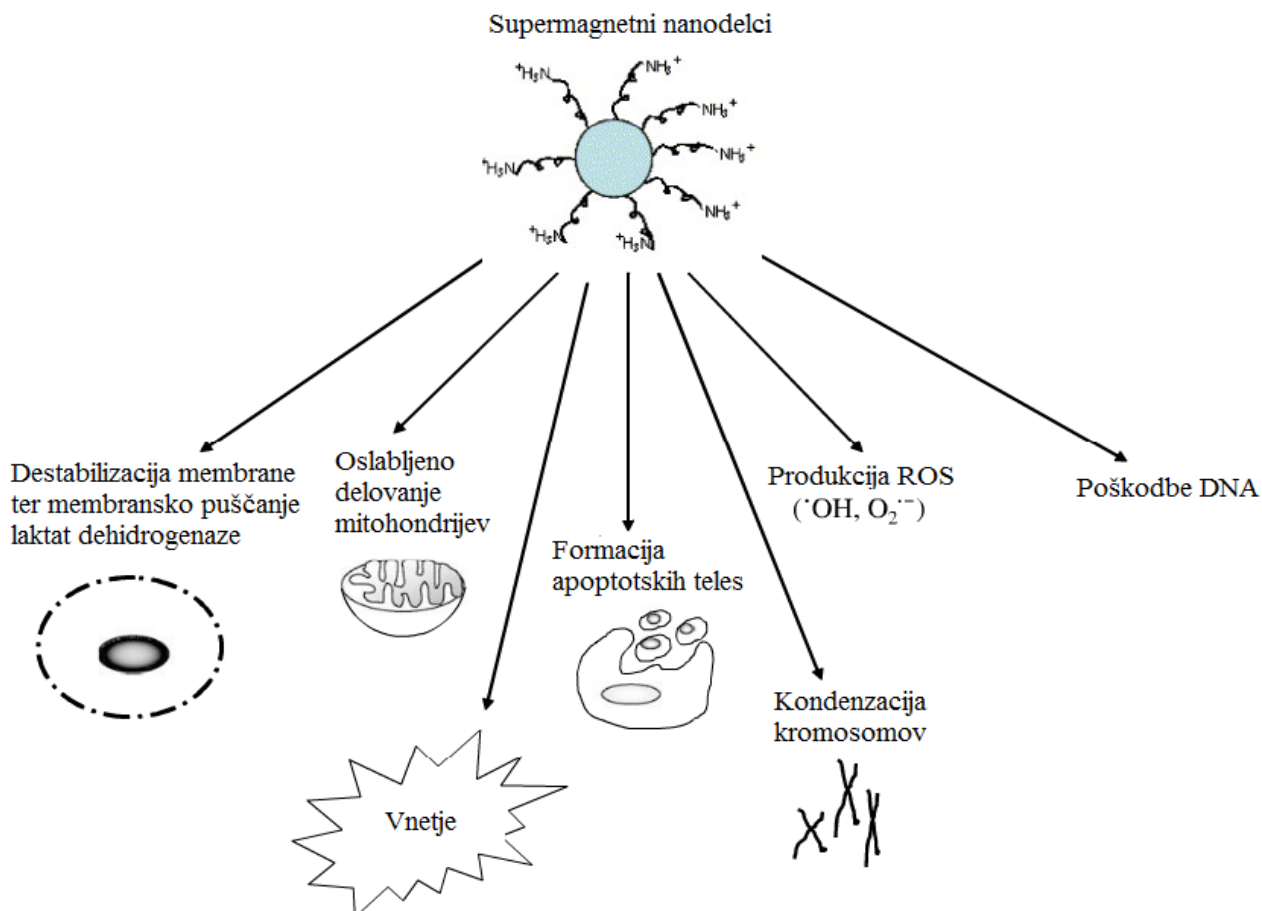 Supermagnetni nanodelci
⁺H₃N
NH₃⁺
NH₃⁺
NH₃⁺
⁺H₃N
NH₃⁺
⁺H₃N
⁺H₃N
Destabilizacija membrane
ter membransko puščanje
laktat dehidrogenaze
Oslabljeno
delovanje
mitohondrijev
Formacija
apoptotskih teles
Produkcija ROS
(˙OH, O₂˙⁻)
Poškodbe DNA
Kondenzacija
kromosomov
Vnetje